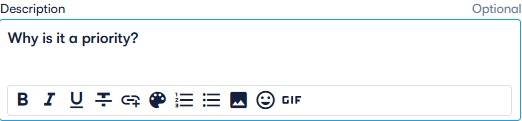 Description Optional
Why is it a priority?
B I U T GIF